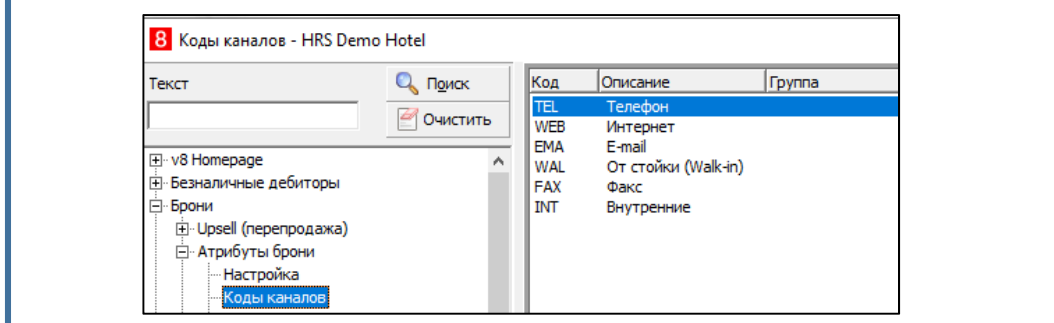 8 Коды каналов - HRS Demo Hotel
Текст
Поиск
Очистить
v8 Homepage
Безналичные дебиторы
Брони
Upsell (перепродажа)
Атрибуты брони
Настройка
Коды каналов
Код Описание Группа
TEL Телефон
WEB Интернет
EMA E-mail
WAL От стойки (Walk-in)
FAX Факс
INT Внутренние